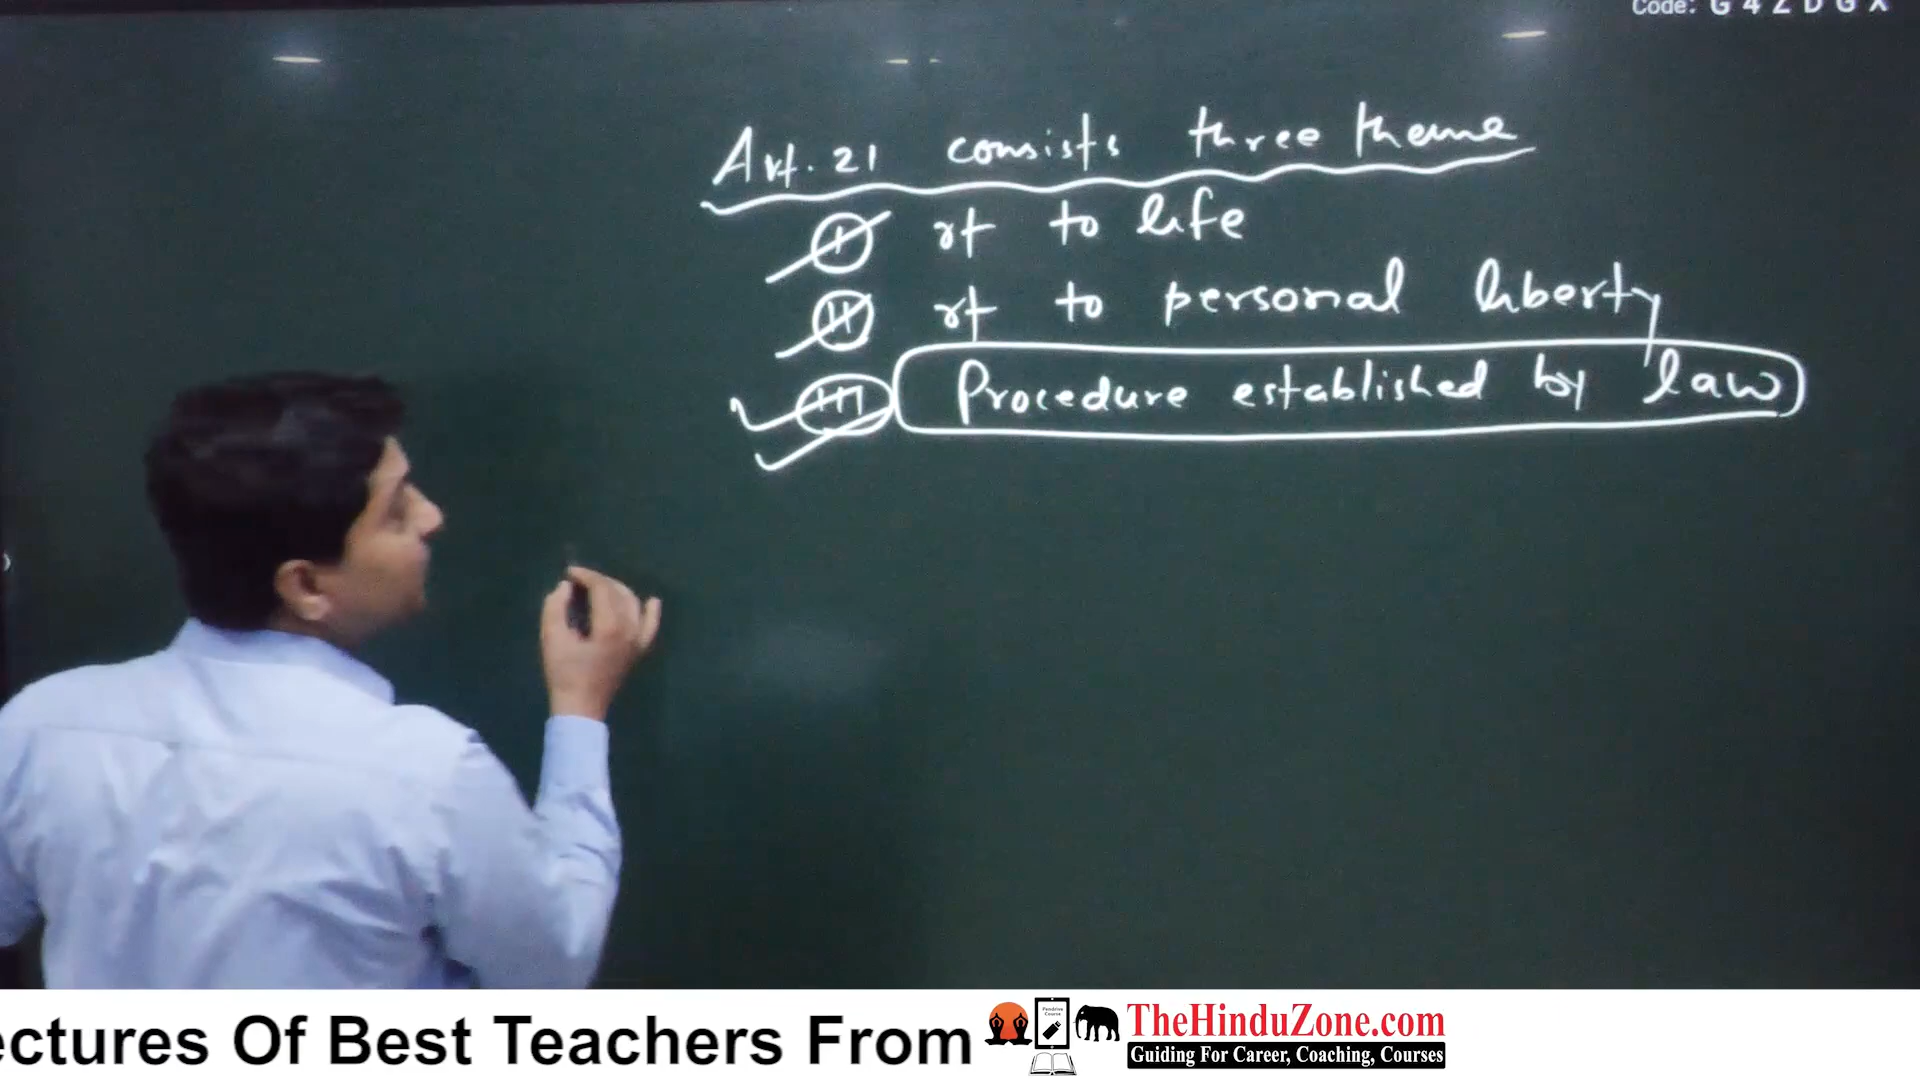 Code: G 4 Z D G X
Art. 21 consists three theme
I rt to life
II rt to personal liberty
III Procedure established by law
ectures Of Best Teachers From
TheHinduZone.com
Guiding For Career, Coaching, Courses